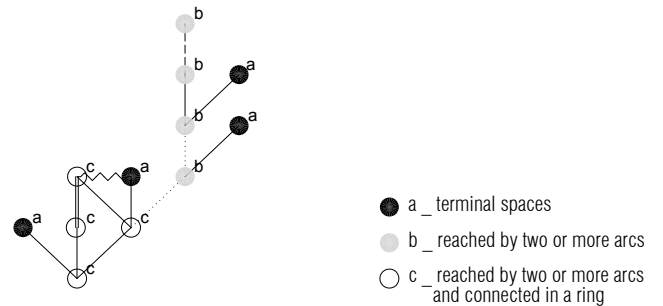 b
b
a
b
a
b
c
a
a
c
c
c
a _ terminal spaces
b _ reached by two or more arcs
c _ reached by two or more arcs
and connected in a ring